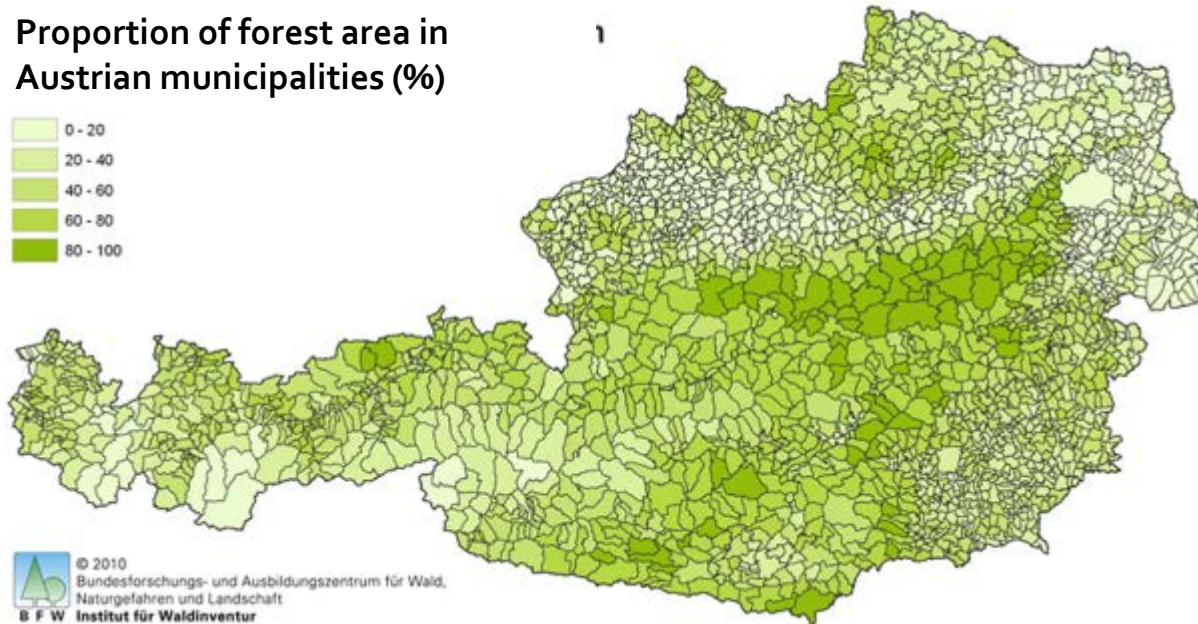 Proportion of forest area in
Austrian municipalities (%)
n
0 - 20
20 - 40
40 - 60
60 - 80
80 - 100
© 2010
Bundesforschungs- und Ausbildungszentrum für Wald,
Naturgefahren und Landschaft
B F W Institut für Waldinventur